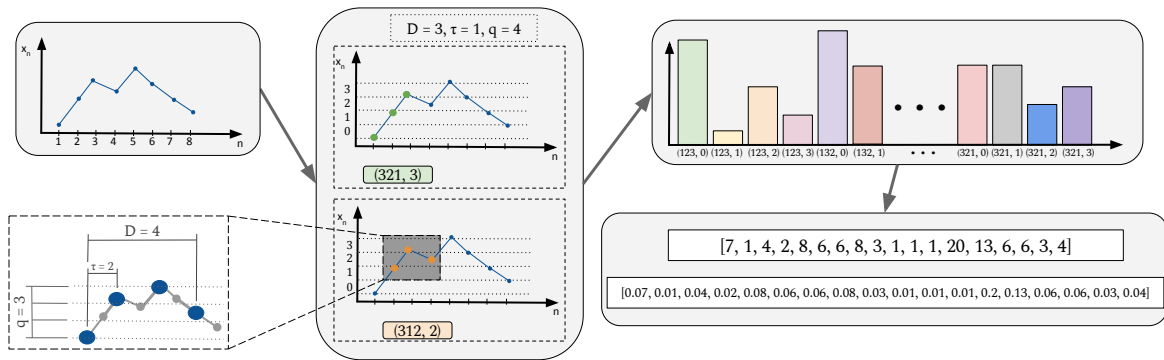 xn
1 2 3 4 5 6 7 8
n
D = 4
τ = 2
q = 3
D = 3, τ = 1, q = 4
xn
3
2
1
0
n
(321, 3)
xn
3
2
1
0
n
(312, 2)
(123, 0) (123, 1) (123, 2) (123, 3) (132, 0) (132, 1) ... (321, 0) (321, 1) (321, 2) (321, 3)
[7, 1, 4, 2, 8, 6, 6, 8, 3, 1, 1, 1, 20, 13, 6, 6, 3, 4]
[0.07, 0.01, 0.04, 0.02, 0.08, 0.06, 0.06, 0.08, 0.03, 0.01, 0.01, 0.01, 0.2, 0.13, 0.06, 0.06, 0.03, 0.04]